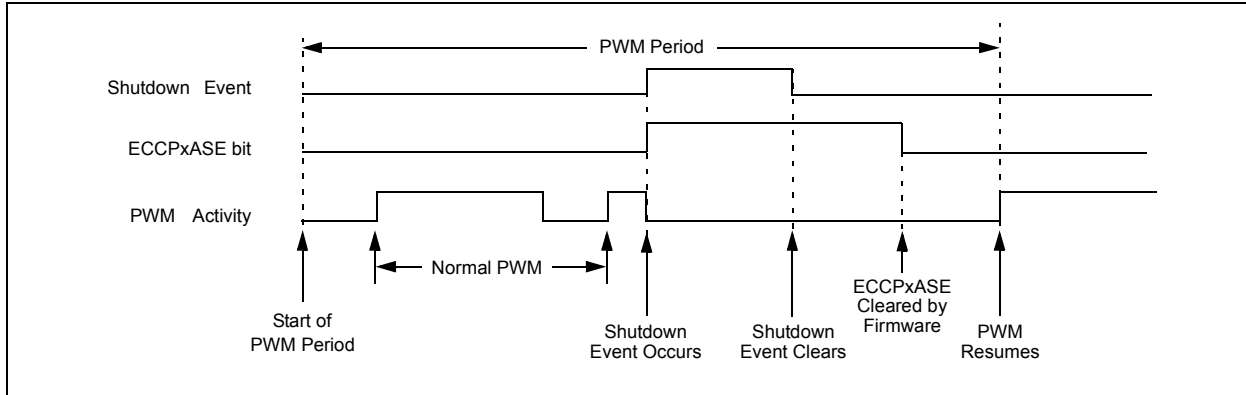 PWM Period
Shutdown Event
ECCPxASE bit
PWM Activity
Normal PWM
Start of
PWM Period
Shutdown
Event Occurs
Shutdown
Event Clears
ECCPxASE
Cleared by
Firmware
PWM
Resumes